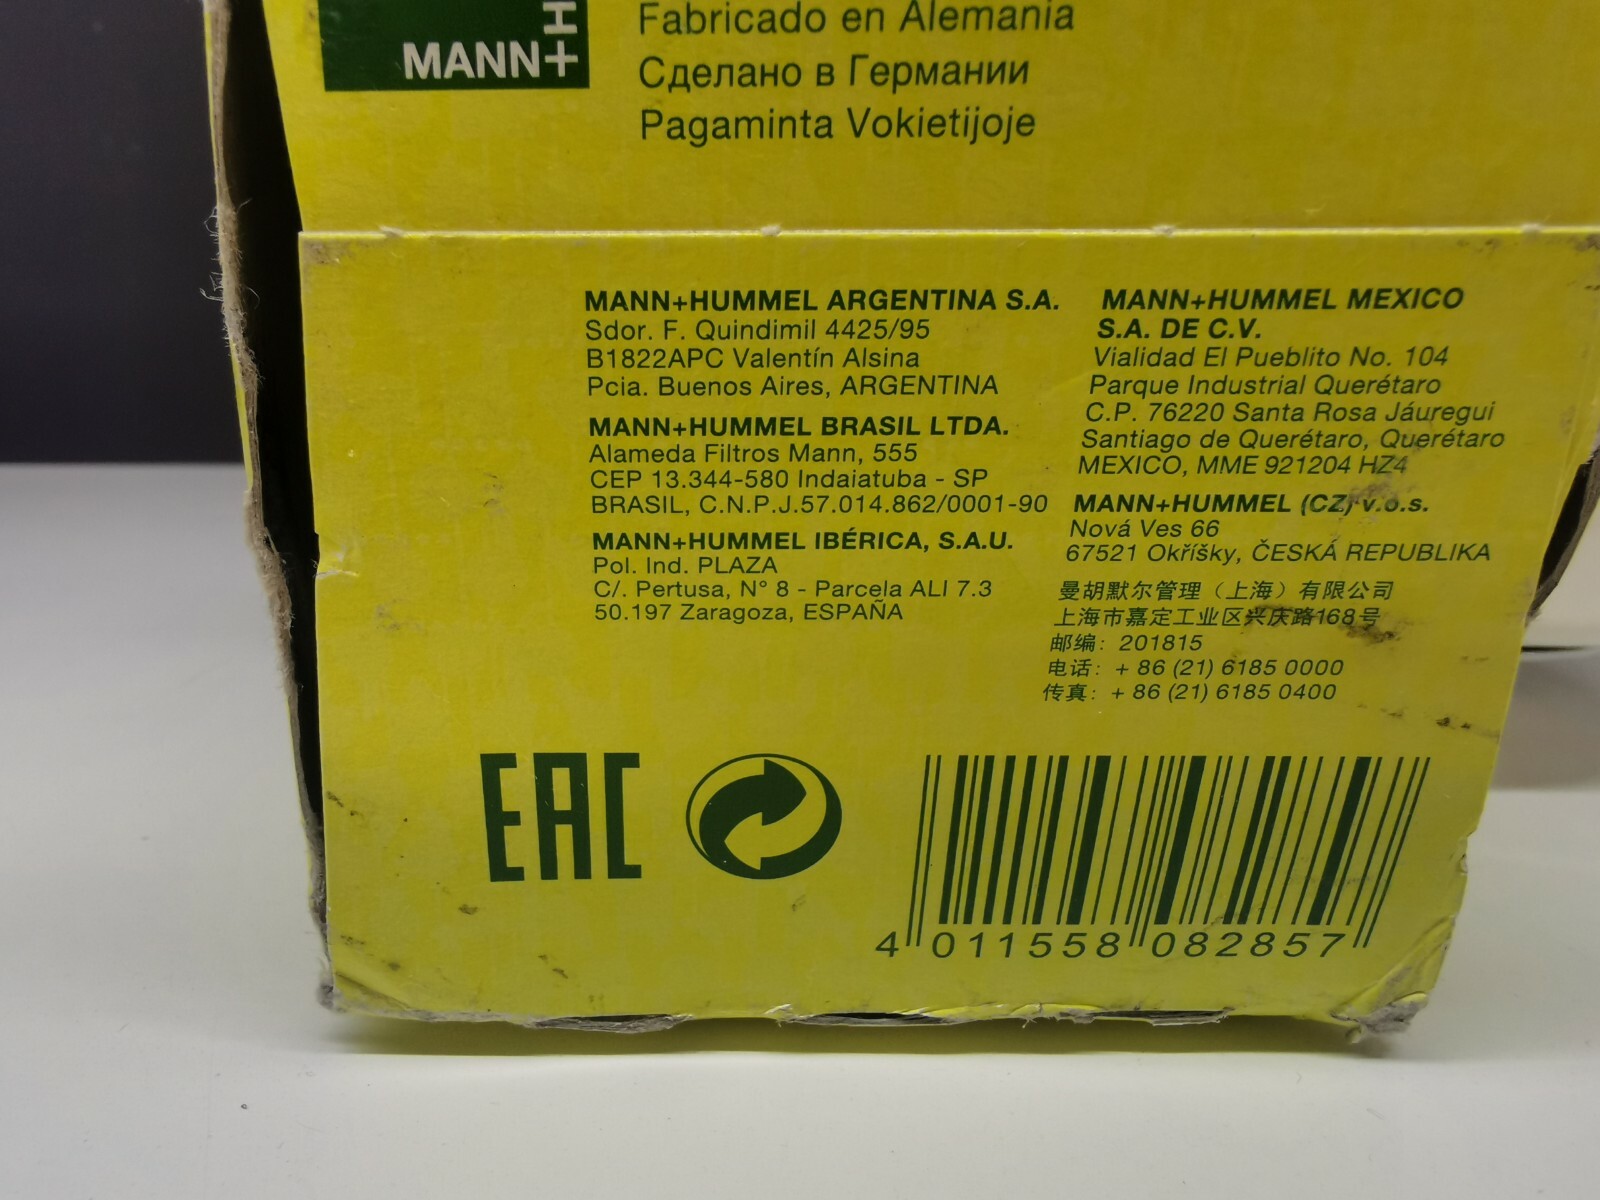 MANN+
H
Fabricado en Alemania
Сделано в Германии
Pagaminta Vokietijoje
MANN+HUMMEL ARGENTINA S.A.
Sdor. F. Quindimil 4425/95
B1822APC Valentín Alsina
Pcia. Buenos Aires, ARGENTINA
MANN+HUMMEL BRASIL LTDA.
Alameda Filtros Mann, 555
CEP 13.344-580 Indaiatuba - SP
BRASIL, C.N.P.J.57.014.862/0001-90
MANN+HUMMEL IBÉRICA, S.A.U.
Pol. Ind. PLAZA
C/. Pertusa, N° 8 - Parcela ALI 7.3
50.197 Zaragoza, ESPAÑA
MANN+HUMMEL MEXICO
S.A. DE C.V.
Vialidad El Pueblito No. 104
Parque Industrial Querétaro
C.P. 76220 Santa Rosa Jáuregui
Santiago de Querétaro, Querétaro
MEXICO, MME 921204 HZ4
MANN+HUMMEL (CZ) v.o.s.
Nová Ves 66
67521 Okříšky, ČESKÁ REPUBLIKA
曼胡默尔管理（上海）有限公司
上海市嘉定工业区兴庆路168号
邮编：201815
电话：+ 86 (21) 6185 0000
传真：+ 86 (21) 6185 0400
EAC
4 011558 082857